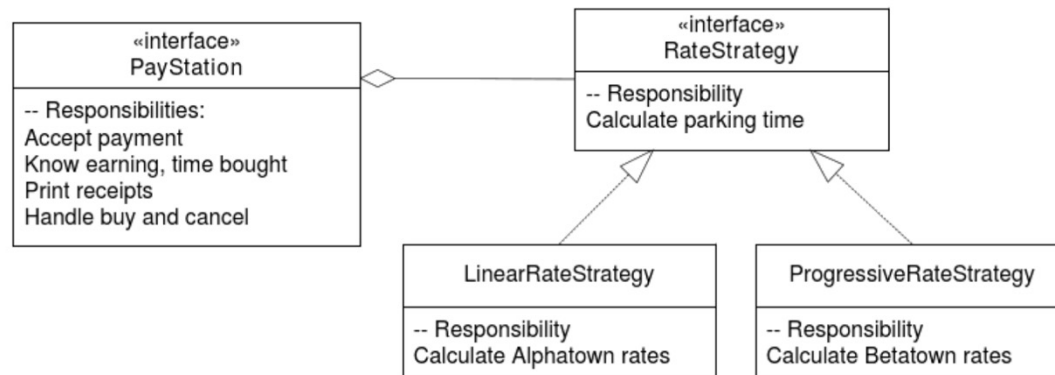 «interface»
PayStation
-- Responsibilities:
Accept payment
Know earning, time bought
Print receipts
Handle buy and cancel
«interface»
RateStrategy
-- Responsibility
Calculate parking time
LinearRateStrategy
-- Responsibility
Calculate Alphatown rates
ProgressiveRateStrategy
-- Responsibility
Calculate Betatown rates